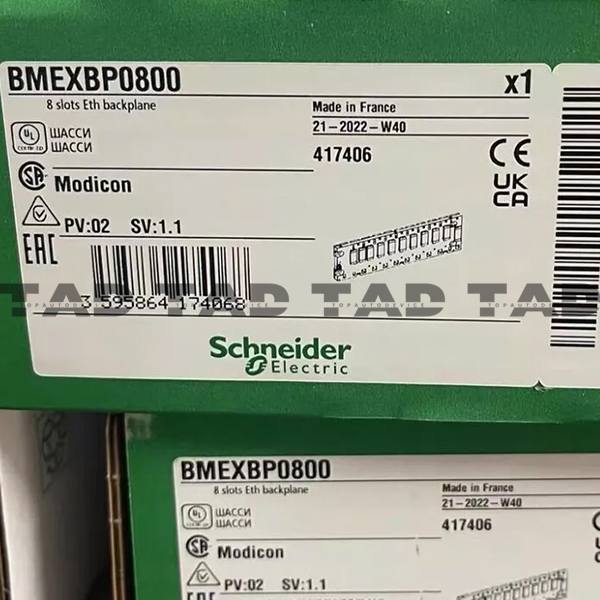 BMEXBP0800
x1
8 slots Eth backplane
Made in France
21-2022-W40
ШАССИ
ШАССИ
417406
Modicon
UK
CA
PV:02 SV:1.1
EAC
3 595864 174068
TAD TAD TAD TAD
TOPAUTODEVICE TOPAUTODEVICE
Schneider
Electric
BMEXBP0800
8 slots Eth backplane
Made in France
21-2022-W40
ШАССИ
ШАССИ
417406
Modicon
PV:02 SV:1.1